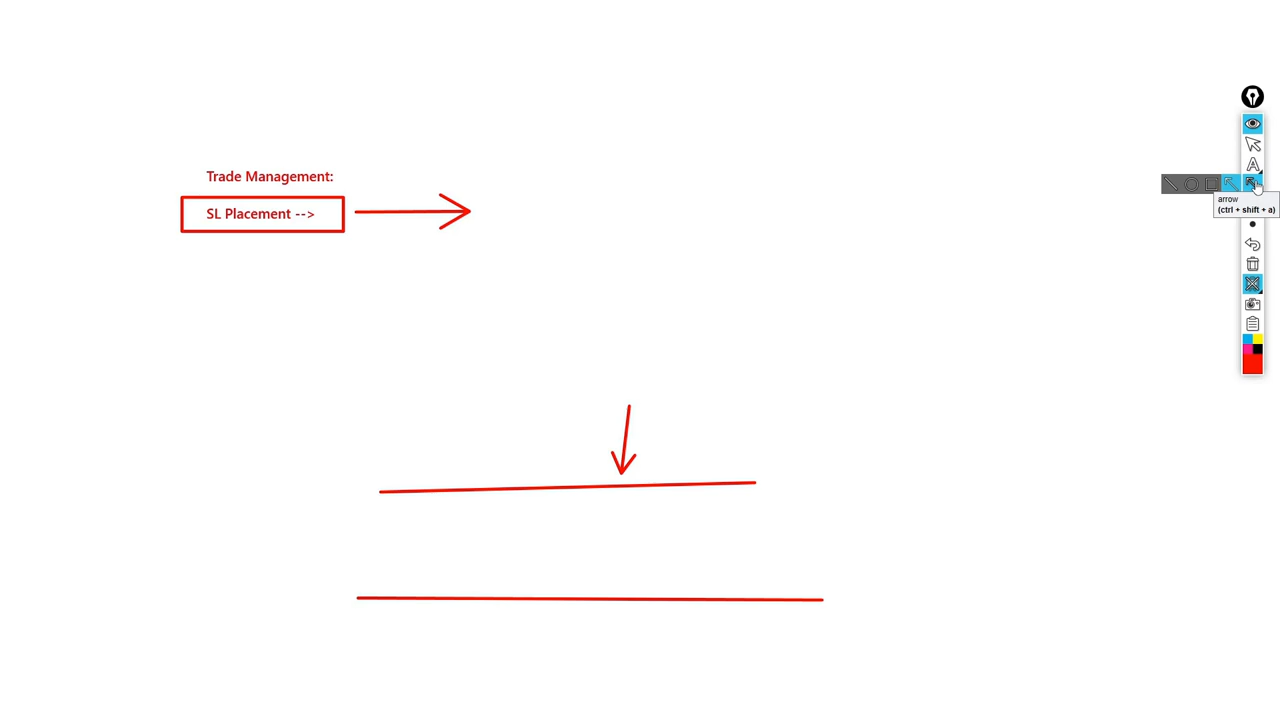 Trade Management:
SL Placement -->
arrow
(ctrl + shift + a)